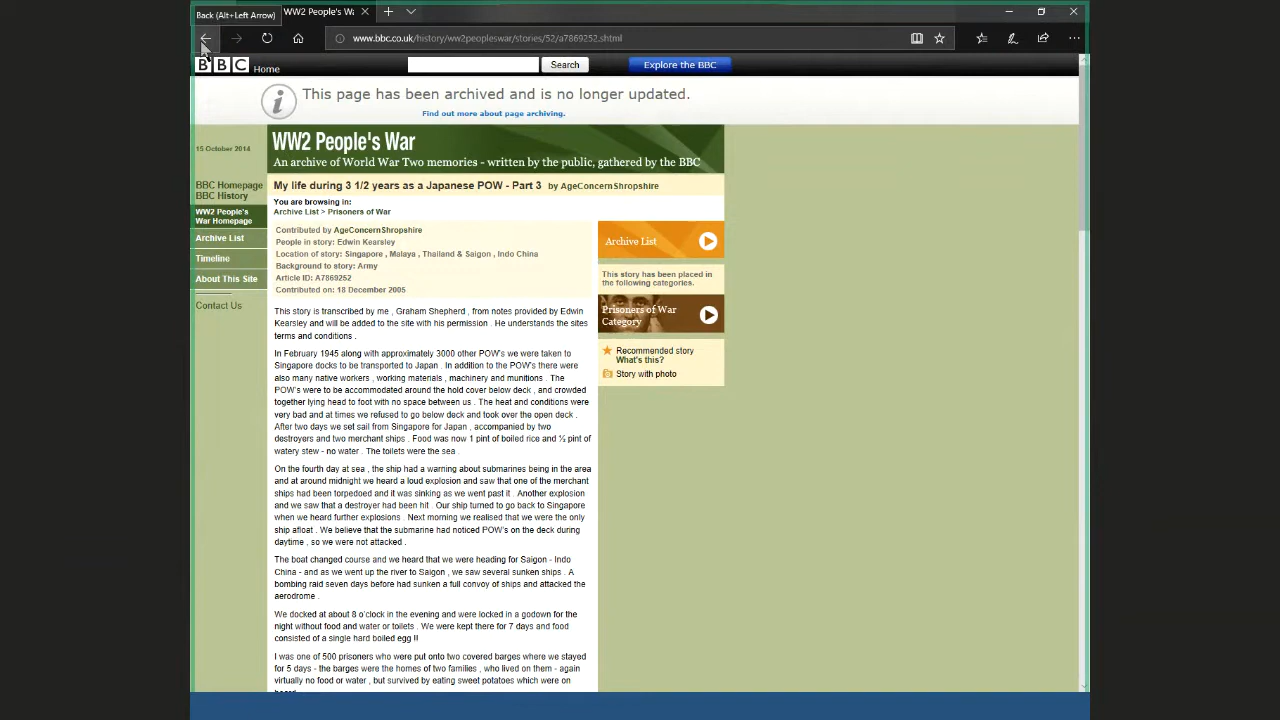 Back (Alt+Left Arrow)
WW2 People's Wa
www.bbc.co.uk/history/ww2peopleswar/stories/52/a7869252.shtml
BBC Home
Search
Explore the BBC
This page has been archived and is no longer updated.
Find out more about page archiving.
15 October 2014
WW2 People's War
An archive of World War Two memories - written by the public, gathered by the BBC
BBC Homepage
BBC History
WW2 People's
War Homepage
Archive List
Timeline
About This Site
Contact Us
My life during 3 1/2 years as a Japanese POW - Part 3 by AgeConcernShropshire
You are browsing in:
Archive List > Prisoners of War
Contributed by AgeConcernShropshire
People in story: Edwin Kearsley
Location of story: Singapore , Malaya , Thailand & Saigon , Indo China
Background to story: Army
Article ID: A7869252
Contributed on: 18 December 2005
This story is transcribed by me , Graham Shepherd , from notes provided by Edwin
Kearsley and will be added to the site with his permission . He understands the sites
terms and conditions .
In February 1945 along with approximately 3000 other POW's we were taken to
Singapore docks to be transported to Japan . In addition to the POW's there were
also many native workers , working materials , machinery and munitions . The
POW's were to be accommodated around the hold cover below deck , and crowded
together lying head to foot with no space between us . The heat and conditions were
very bad and at times we refused to go below deck and took over the open deck .
After two days we set sail from Singapore for Japan , accompanied by two
destroyers and two merchant ships . Food was now 1 pint of boiled rice and ½ pint of
watery stew - no water . The toilets were the sea .
On the fourth day at sea , the ship had a warning about submarines being in the area
and at around midnight we heard a loud explosion and saw that one of the merchant
ships had been torpedoed and it was sinking as we went past it . Another explosion
and we saw that a destroyer had been hit . Our ship turned to go back to Singapore
when we heard further explosions . Next morning we realised that we were the only
ship afloat . We believe that the submarine had noticed POW's on the deck during
daytime , so we were not attacked .
The boat changed course and we heard that we were heading for Saigon - Indo
China - and as we went up the river to Saigon , we saw several sunken ships . A
bombing raid seven days before had sunken a full convoy of ships and attacked the
aerodrome .
We docked at about 8 o'clock in the evening and were locked in a godown for the
night without food and water or toilets . We were kept there for 7 days and food
consisted of a single hard boiled egg !!
I was one of 500 prisoners who were put onto two covered barges where we stayed
for 5 days - the barges were the homes of two families , who lived on them - again
virtually no food or water , but survived by eating sweet potatoes which were on
board
Archive List
This story has been placed in
the following categories.
Prisoners of War
Category
Recommended story
What's this?
Story with photo